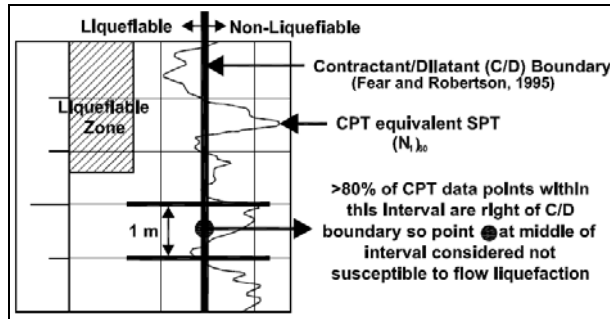 Liquefiable Non-Liquefiable
Contractant/Dilatant (C/D) Boundary
(Fear and Robertson, 1995)
Liquefiable
Zone
CPT equivalent SPT
(N₁)₆₀
>80% of CPT data points within
this interval are right of C/D
boundary so point at middle of
interval considered not
susceptible to flow liquefaction
1 m